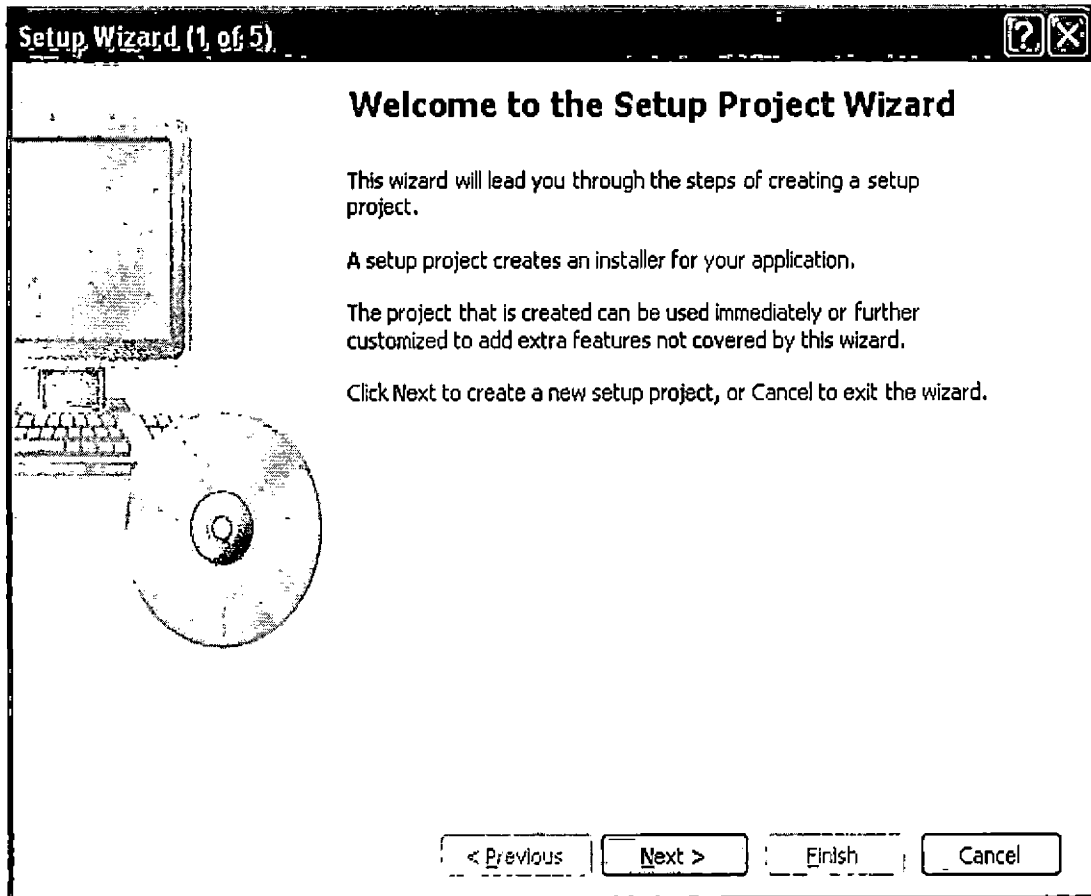 Setup Wizard (1 of 5)
Welcome to the Setup Project Wizard
This wizard will lead you through the steps of creating a setup
project.
A setup project creates an installer for your application.
The project that is created can be used immediately or further
customized to add extra features not covered by this wizard.
Click Next to create a new setup project, or Cancel to exit the wizard.
< Previous Next > Finish Cancel